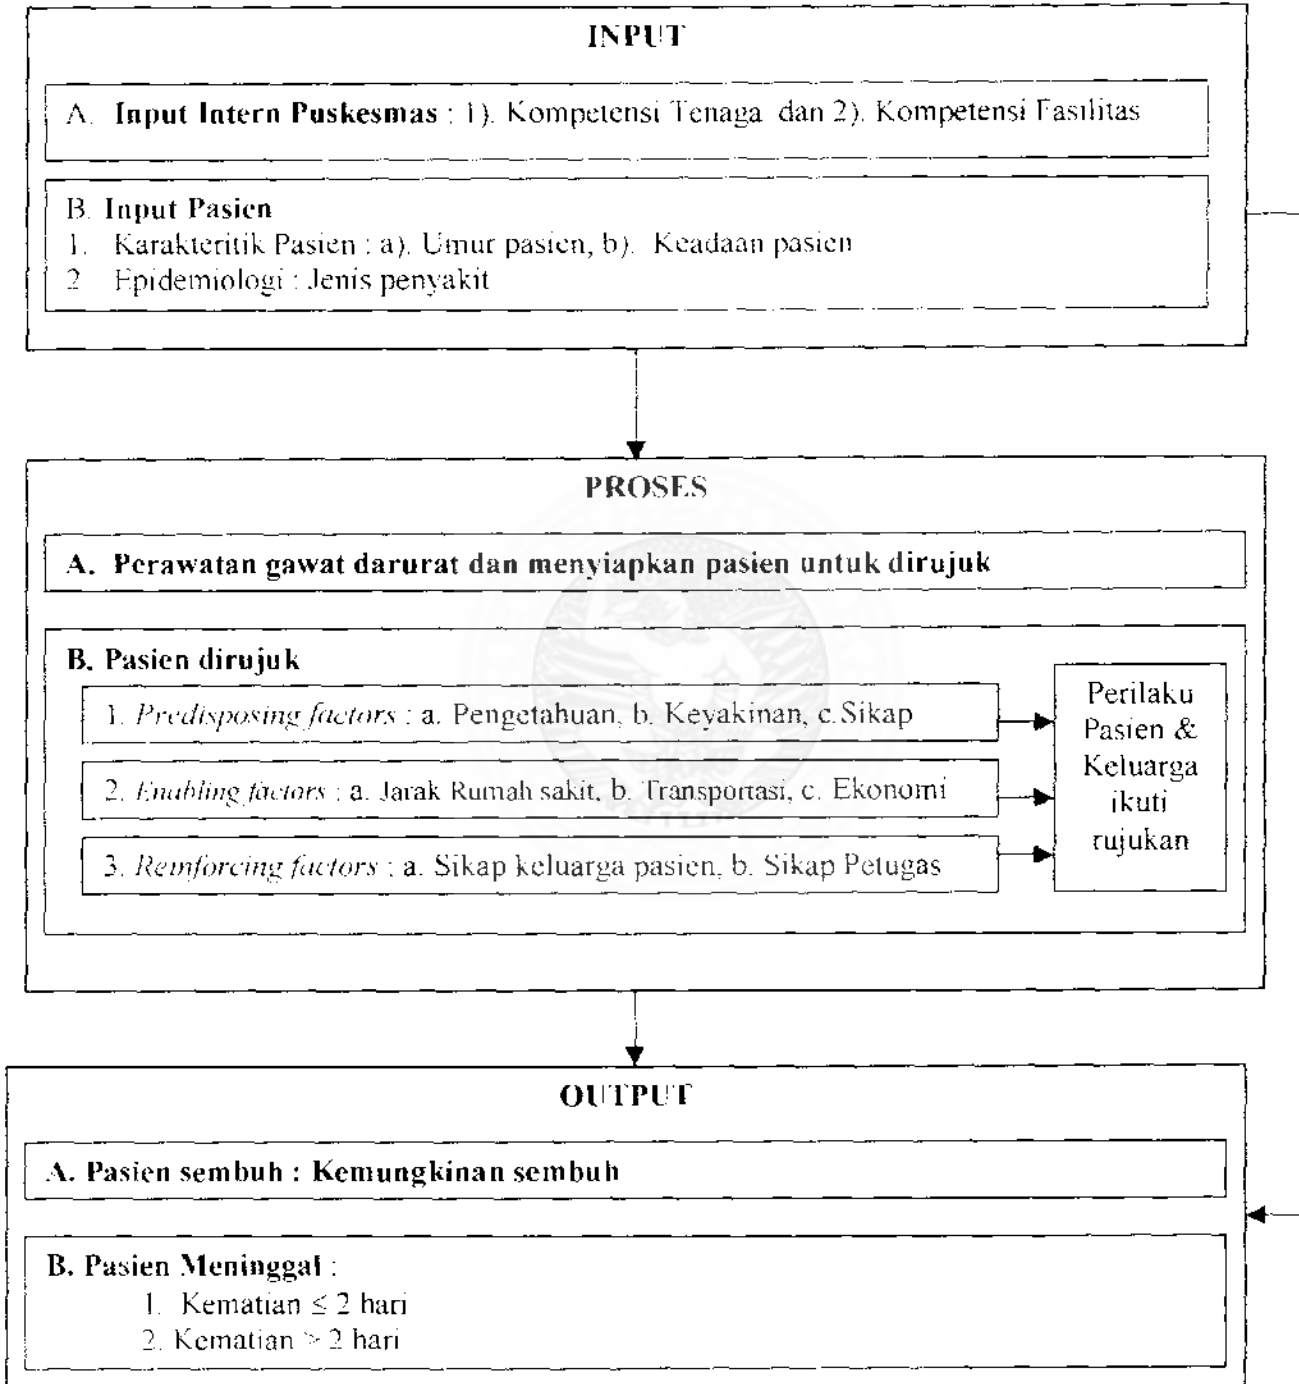 INPUT
A. Input Intern Puskesmas : 1). Kompetensi Tenaga dan 2). Kompetensi Fasilitas
B. Input Pasien
1. Karakteritik Pasien : a). Umur pasien, b). Keadaan pasien
2 Epidemiologi : Jenis penyakit
PROSES
A. Perawatan gawat darurat dan menyiapkan pasien untuk dirujuk
B. Pasien dirujuk
1. Predisposing factors : a. Pengetahuan, b. Keyakinan, c.Sikap
2. Enabling factors : a. Jarak Rumah sakit, b. Transportasi, c. Ekonomi
3. Reinforcing factors : a. Sikap keluarga pasien, b. Sikap Petugas
Perilaku
Pasien &
Keluarga
ikuti
rujukan
OUTPUT
A. Pasien sembuh : Kemungkinan sembuh
B. Pasien Meninggal :
1. Kematian ≤ 2 hari
2. Kematian > 2 hari